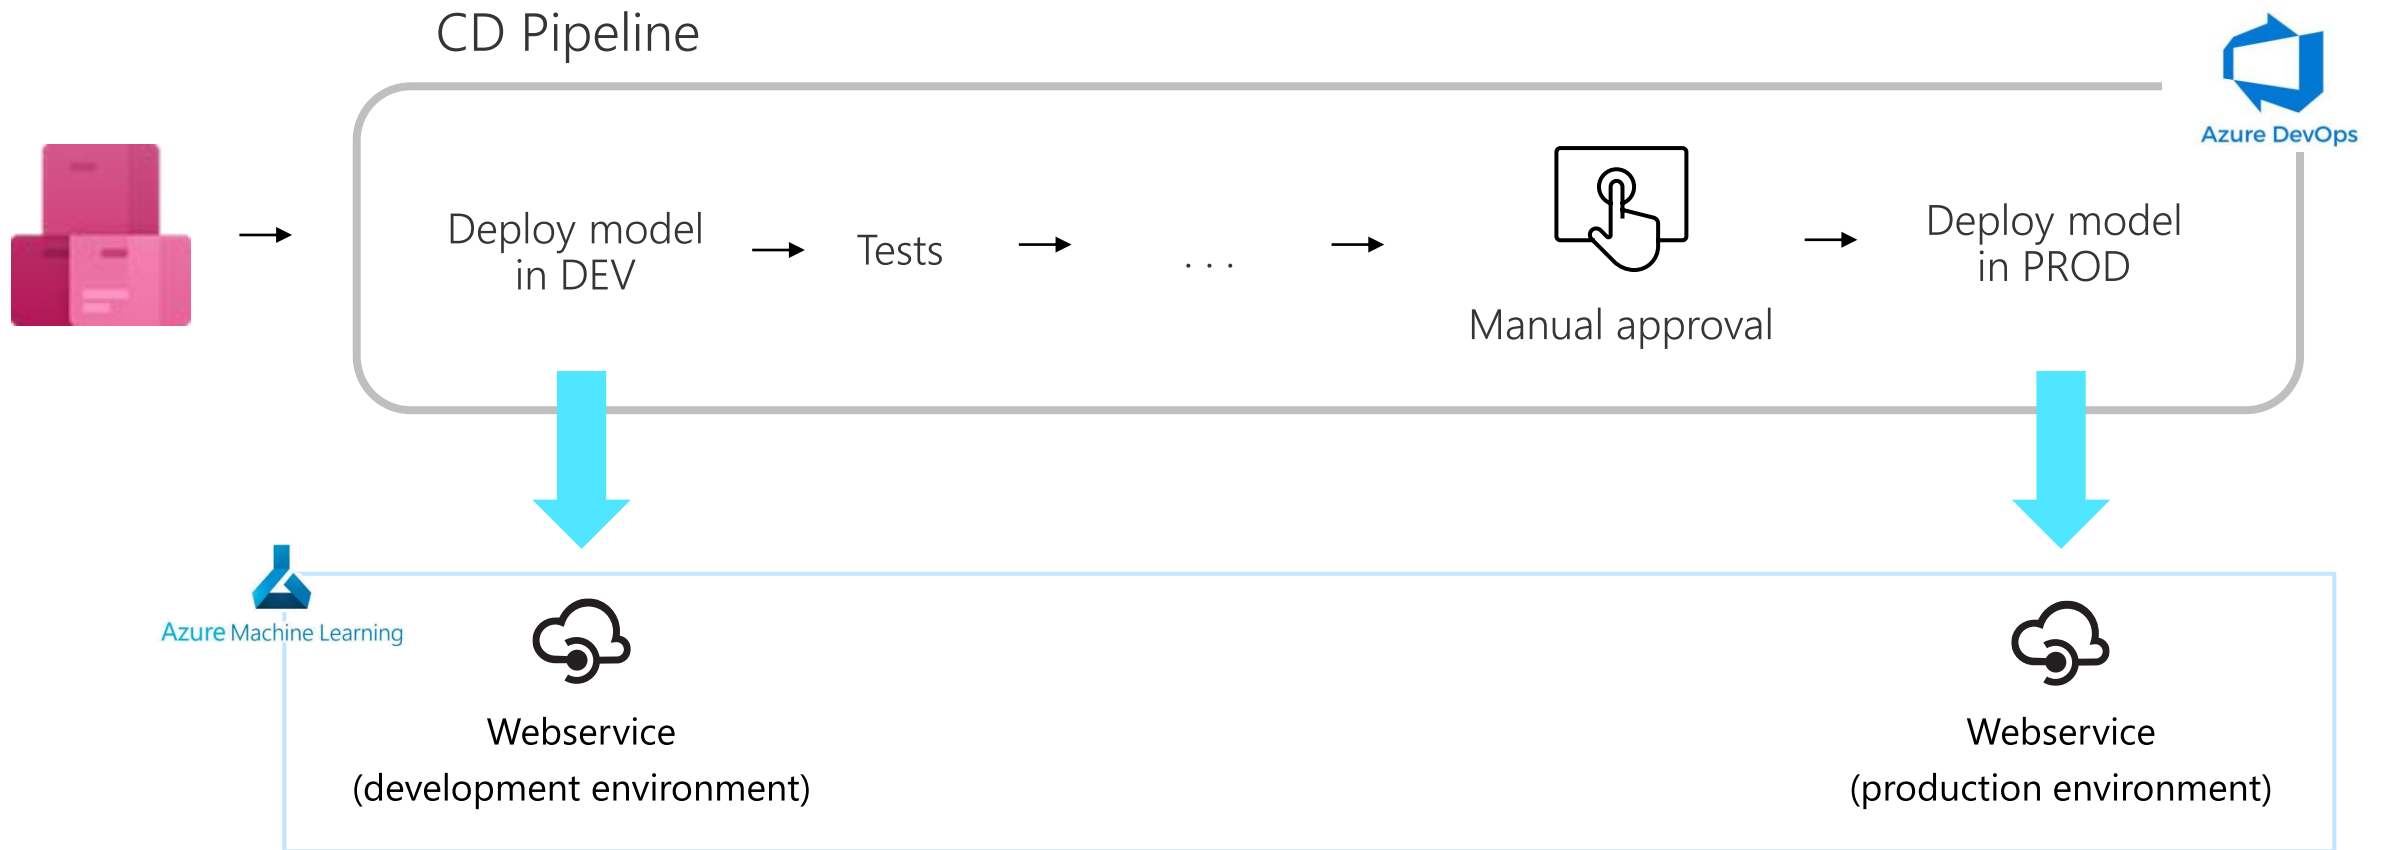 CD Pipeline
Azure DevOps
Deploy model
in DEV
Tests
. . .
Manual approval
Deploy model
in PROD
Azure Machine Learning
Webservice
(development environment)
Webservice
(production environment)